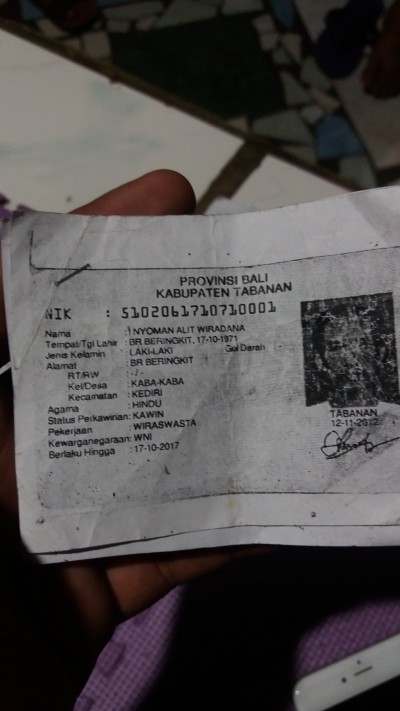 PROVINSI BALI
KABUPATEN TABANAN
NIK : 5102061710710001
Nama : I NYOMAN ALIT WIRADANA
Tempat/Tgl Lahir : BR BERINGKIT, 17-10-1971
Jenis Kelamin : LAKI-LAKI Gol Darah
Alamat : BR BERINGKIT
RT/RW : -/-
Kel/Desa : KABA-KABA
Kecamatan : KEDIRI
Agama : HINDU
Status Perkawinan: KAWIN
Pekerjaan : WIRASWASTA
Kewarganegaraan: WNI
Berlaku Hingga : 17-10-2017
TABANAN
12-11-2012